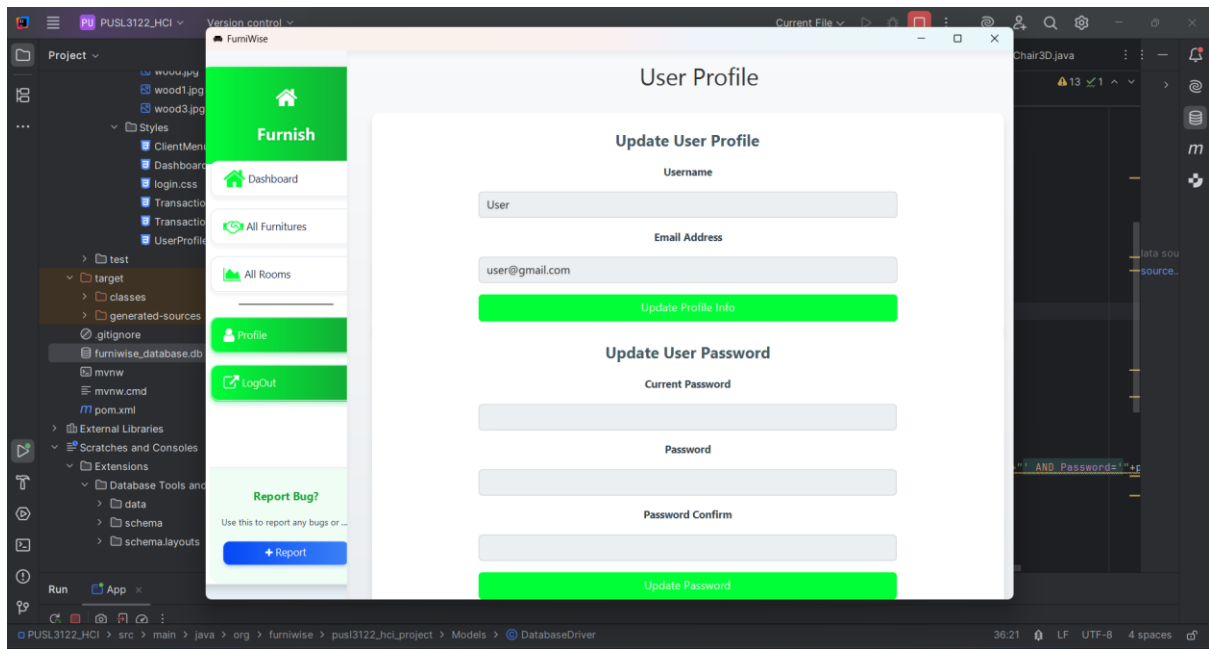 PU PUSL3122_HCI
Version control
Current File
FurniWise
Project
Chair3D.java
wood.jpg
13
1
wood1.jpg
wood3.jpg
Styles
ClientMen
Dashboard
login.css
Transactio
Transactio
UserProfile
test
target
classes
generated-sources
.gitignore
furniwise_database.db
mvnw
mvnw.cmd
m pom.xml
External Libraries
Scratches and Consoles
Extensions
Database Tools and
data
schema
schema.layouts
Furnish
Dashboard
All Furnitures
All Rooms
Profile
LogOut
Report Bug?
Use this to report any bugs or ...
+ Report
User Profile
Update User Profile
Username
User
Email Address
user@gmail.com
Update Profile Info
Update User Password
Current Password
Password
Password Confirm
Update Password
m
lata sou
source..
+"' AND Password='"+p
Run
App
PUSL3122_HCI > src > main > java > org > furniwise > pusl3122_hci_project > Models > DatabaseDriver
36:21
LF
UTF-8
4 spaces